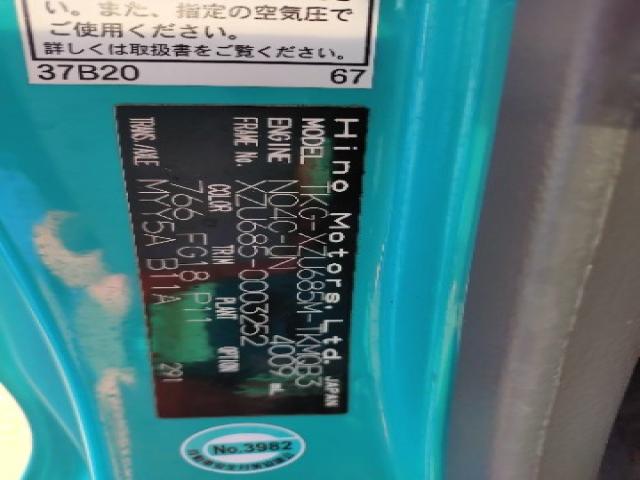 い。また、指定の空気圧で
ご使用ください。
詳しくは取扱書をご覧ください。
37B20 67
Hino Motors, Ltd. JAPAN
MODEL TKG-XZU685M-TKMQB3
ENGINE N04C-UN 4009 mL
FRAME No. XZU685-0003252
COLOR TRIM PLANT OPTION
766 FG18 P11
TRANS/AXLE MYY5A B11A 291
No.3982